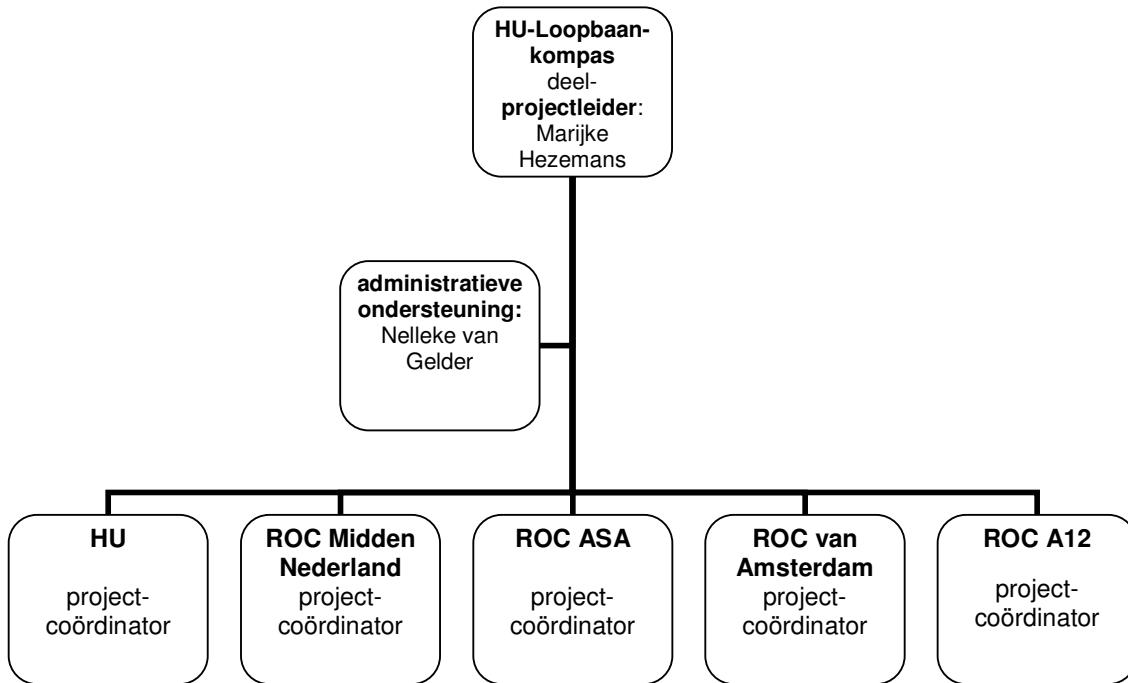 HU-Loopbaan-
kompas
deel-
projectleider:
Marijke
Hezemans
administratieve
ondersteuning:
Nelleke van
Gelder
HU
project-
coördinator
ROC Midden
Nederland
project-
coördinator
ROC ASA
project-
coördinator
ROC van
Amsterdam
project-
coördinator
ROC A12
project-
coördinator